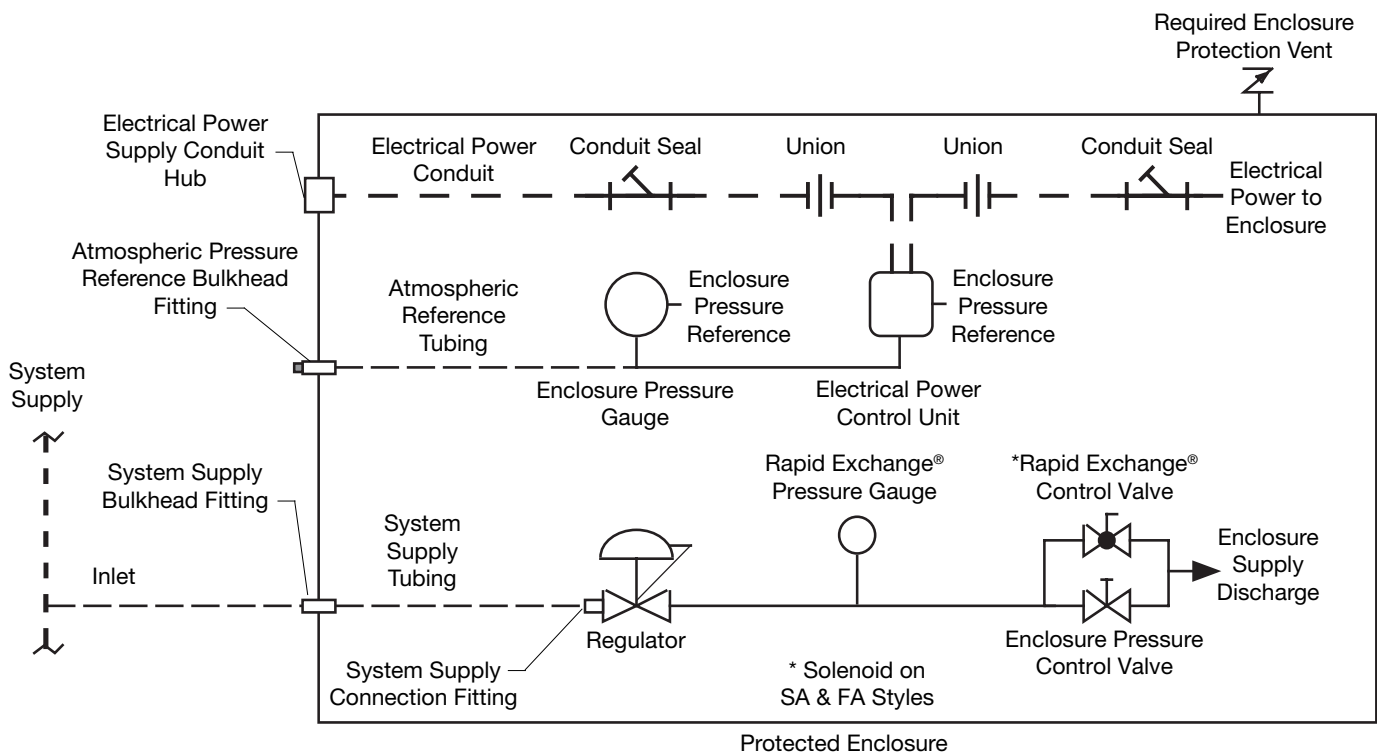 Required Enclosure
Protection Vent
Electrical Power
Supply Conduit
Hub
Electrical Power
Conduit
Conduit Seal
Union
Union
Conduit Seal
Electrical
Power to
Enclosure
Atmospheric Pressure
Reference Bulkhead
Fitting
Atmospheric
Reference
Tubing
Enclosure
Pressure
Reference
Enclosure
Pressure
Reference
Enclosure Pressure
Gauge
Electrical Power
Control Unit
System
Supply
System Supply
Bulkhead Fitting
Inlet
System
Supply
Tubing
Rapid Exchange®
Pressure Gauge
*Rapid Exchange®
Control Valve
Enclosure
Supply
Discharge
Regulator
Enclosure Pressure
Control Valve
System Supply
Connection Fitting
* Solenoid on
SA & FA Styles
Protected Enclosure